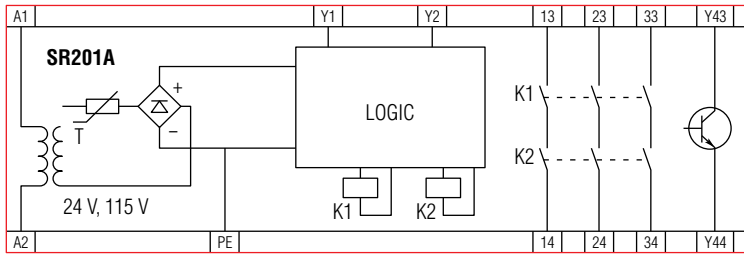 A1 Y1 Y2 13 23 33 Y43
SR201A
+
K1
LOGIC
T
−
K2
24 V, 115 V
K1 K2
A2 PE 14 24 34 Y44